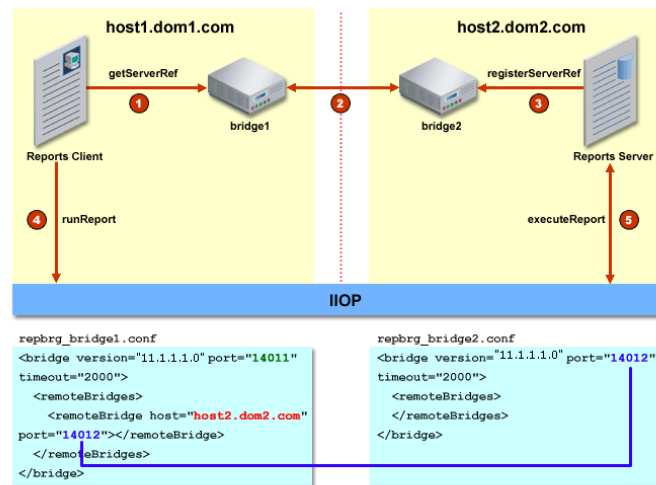 host1.dom1.com
host2.dom2.com
getServerRef
registerServerRef
1
2
3
bridge1
bridge2
Reports Client
Reports Server
4
runReport
executeReport
5
IIOP
repbrg_bridge1.conf
<bridge version="11.1.1.1.0" port="14011"
timeout="2000">
<remoteBridges>
<remoteBridge host="host2.dom2.com"
port="14012"></remoteBridge>
</remoteBridges>
</bridge>
repbrg_bridge2.conf
<bridge version="11.1.1.1.0" port="14012"
timeout="2000">
<remoteBridges>
</remoteBridges>
</bridge>